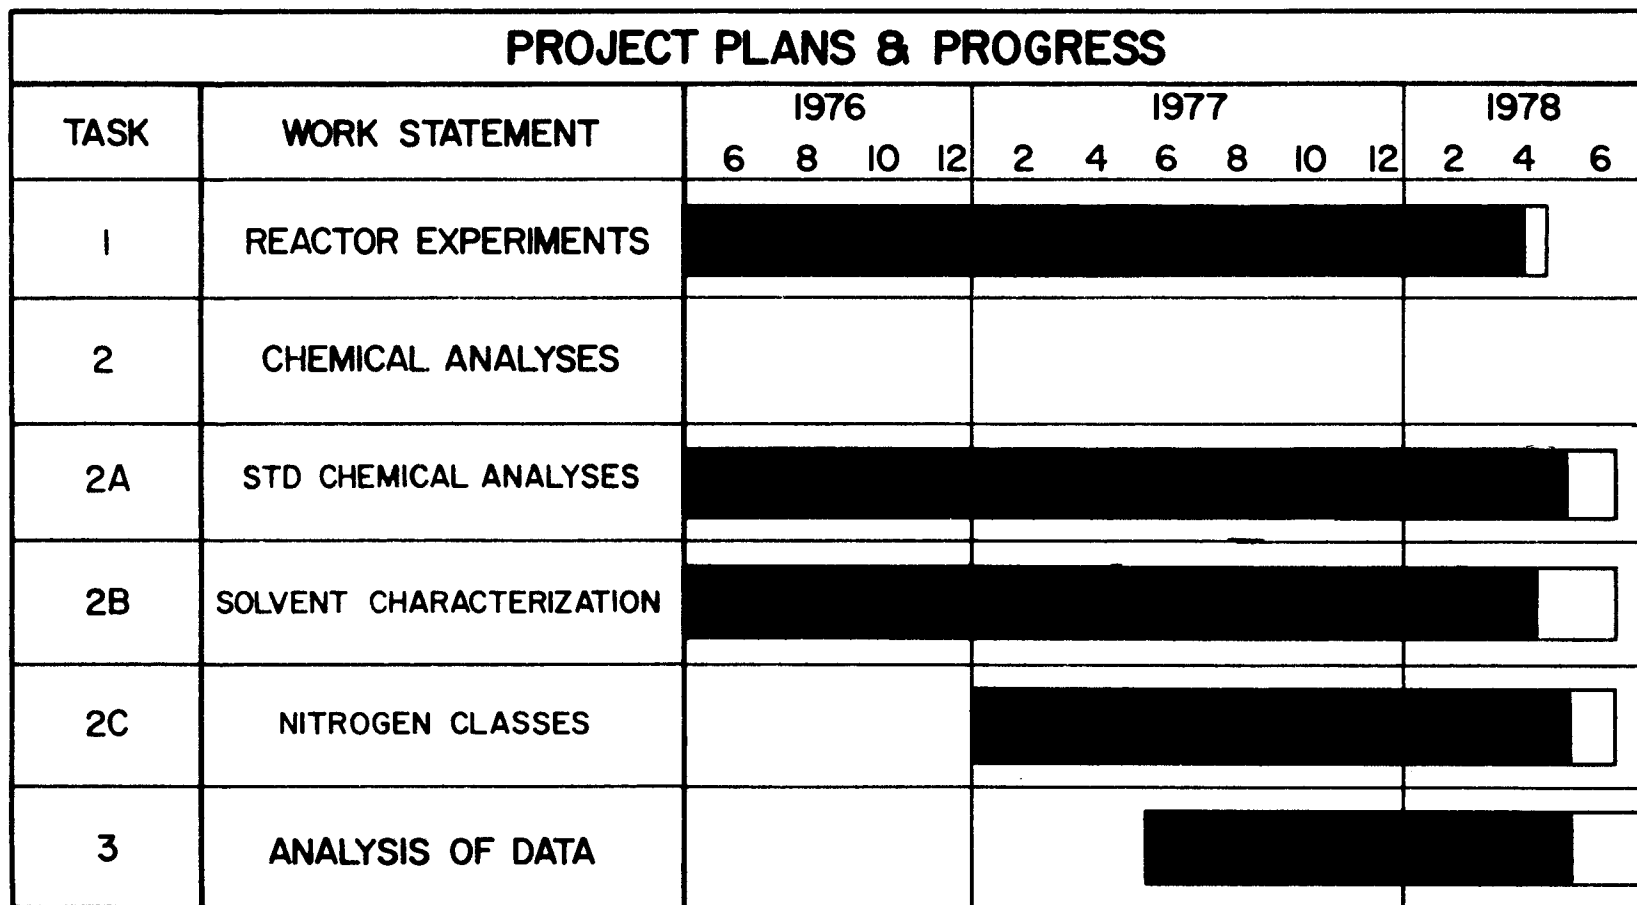 PROJECT PLANS & PROGRESS
TASK WORK STATEMENT 1976 1977 1978
6 8 10 12 2 4 6 8 10 12 2 4 6
1 REACTOR EXPERIMENTS
2 CHEMICAL ANALYSES
2A STD CHEMICAL ANALYSES
2B SOLVENT CHARACTERIZATION
2C NITROGEN CLASSES
3 ANALYSIS OF DATA